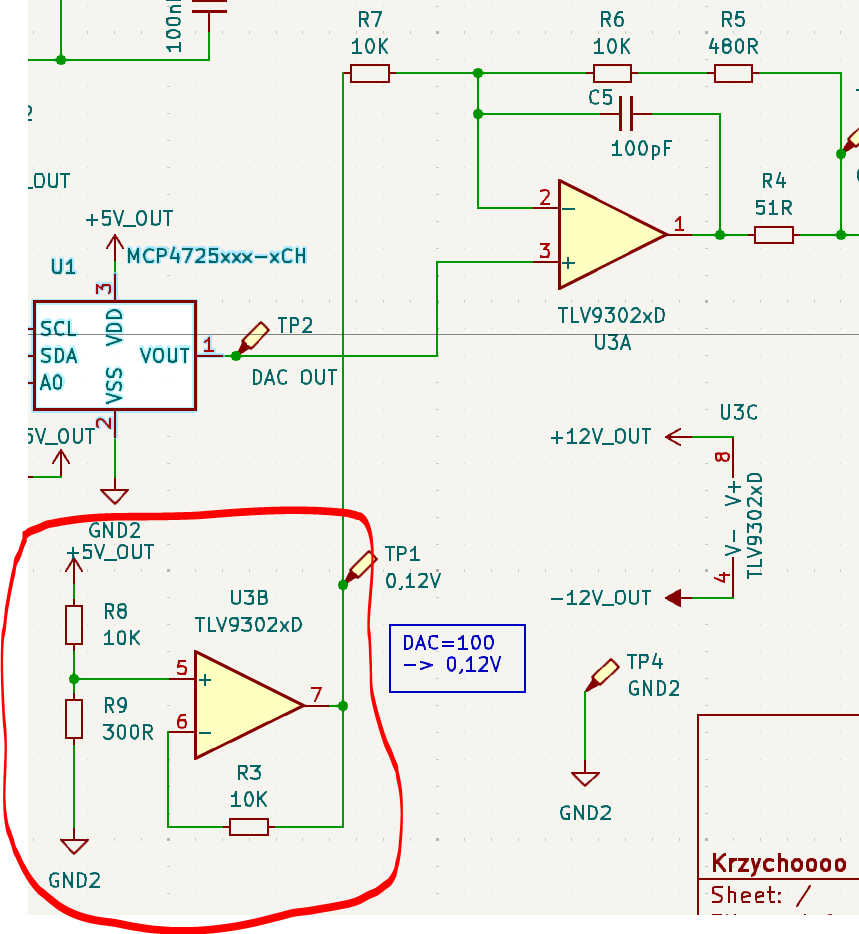 100n
R7
10K
R6
10K
R5
480R
C5
100pF
_OUT
+5V_OUT
U1
MCP4725xxx-xCH
3
SCL
SDA
A0
VDD
VSS
VOUT
1
2
TP2
DAC OUT
2
3
1
TLV9302xD
U3A
R4
51R
5V_OUT
GND2
+5V_OUT
R8
10K
R9
300R
GND2
U3B
TLV9302xD
5
6
7
R3
10K
TP1
0,12V
DAC=100
-> 0,12V
U3C
+12V_OUT
8
V+
V-
TLV9302xD
4
-12V_OUT
TP4
GND2
GND2
Krzychoooo
Sheet: /